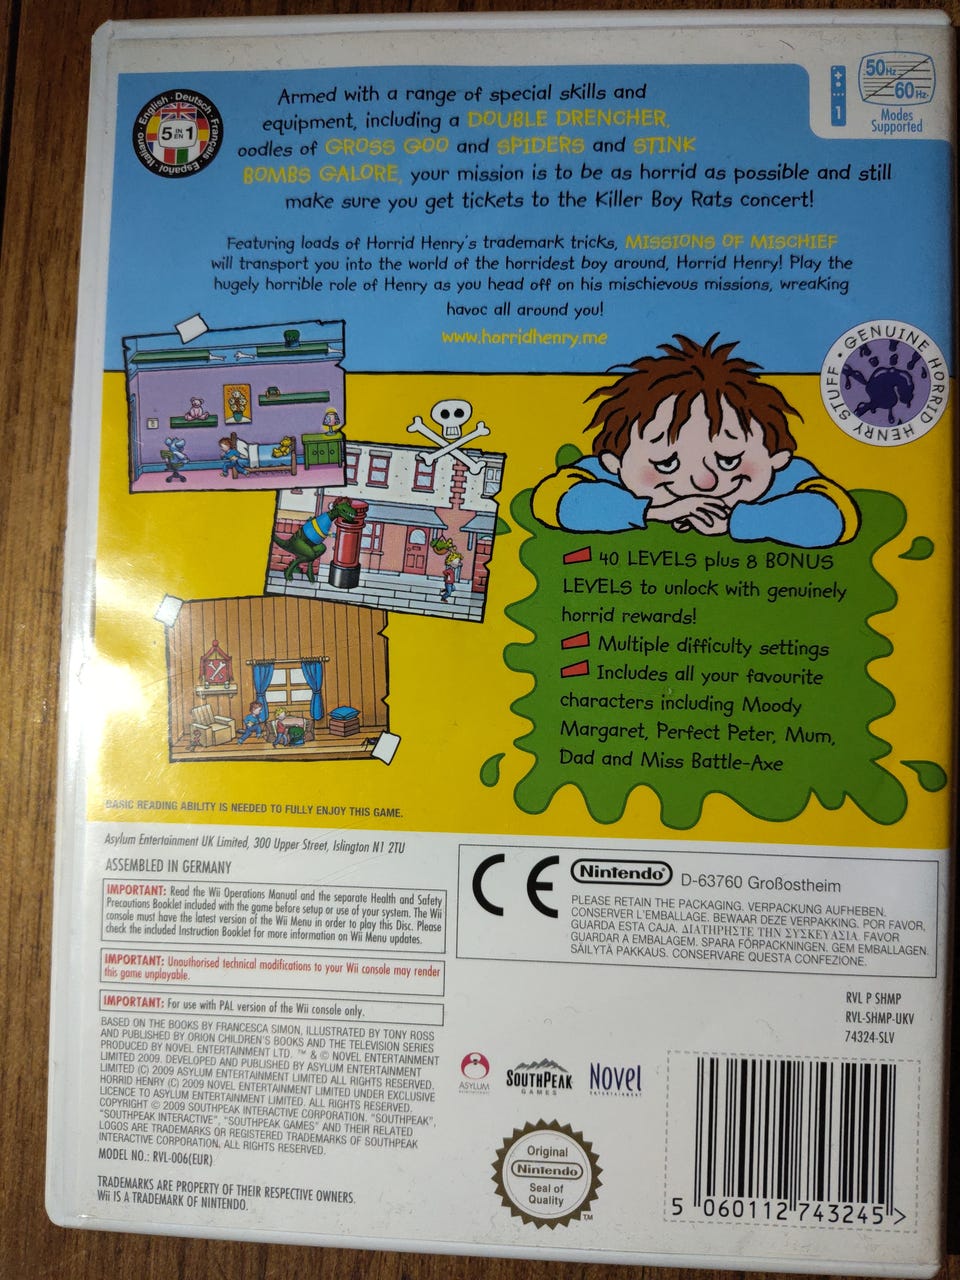 English · Deutsch · Français · Español · Italiano
5 IN EN 1
Armed with a range of special skills and
equipment, including a DOUBLE DRENCHER,
oodles of GROSS GOO and SPIDERS and STINK
BOMBS GALORE, your mission is to be as horrid as possible and still
make sure you get tickets to the Killer Boy Rats concert!
1
50Hz
60Hz
Modes
Supported
Featuring loads of Horrid Henry's trademark tricks, MISSIONS OF MISCHIEF
will transport you into the world of the horridest boy around, Horrid Henry! Play the
hugely horrible role of Henry as you head off on his mischievous missions, wreaking
havoc all around you!
www.horridhenry.me
GENUINE HORRID HENRY STUFF
40 LEVELS plus 8 BONUS
LEVELS to unlock with genuinely
horrid rewards!
Multiple difficulty settings
Includes all your favourite
characters including Moody
Margaret, Perfect Peter, Mum,
Dad and Miss Battle-Axe
BASIC READING ABILITY IS NEEDED TO FULLY ENJOY THIS GAME.
Asylum Entertainment UK Limited, 300 Upper Street, Islington N1 2TU
ASSEMBLED IN GERMANY
IMPORTANT: Read the Wii Operations Manual and the separate Health and Safety
Precautions Booklet included with the game before setup or use of your system. The Wii
console must have the latest version of the Wii Menu in order to play this Disc. Please
check the included Instruction Booklet for more information on Wii Menu updates.
IMPORTANT: Unauthorised technical modifications to your Wii console may render
this game unplayable.
IMPORTANT: For use with PAL version of the Wii console only.
BASED ON THE BOOKS BY FRANCESCA SIMON, ILLUSTRATED BY TONY ROSS
AND PUBLISHED BY ORION CHILDREN'S BOOKS AND THE TELEVISION SERIES
PRODUCED BY NOVEL ENTERTAINMENT LTD. ™ & © NOVEL ENTERTAINMENT
LIMITED 2009. DEVELOPED AND PUBLISHED BY ASYLUM ENTERTAINMENT
LIMITED (C) 2009 ASYLUM ENTERTAINMENT LIMITED ALL RIGHTS RESERVED.
HORRID HENRY (C) 2009 NOVEL ENTERTAINMENT LIMITED UNDER EXCLUSIVE
LICENCE TO ASYLUM ENTERTAINMENT LIMITED. ALL RIGHTS RESERVED.
COPYRIGHT © 2009 SOUTHPEAK INTERACTIVE CORPORATION. "SOUTHPEAK",
"SOUTHPEAK INTERACTIVE", "SOUTHPEAK GAMES" AND THEIR RELATED
LOGOS ARE TRADEMARKS OR REGISTERED TRADEMARKS OF SOUTHPEAK
INTERACTIVE CORPORATION, ALL RIGHTS RESERVED.
MODEL NO.: RVL-006(EUR)
TRADEMARKS ARE PROPERTY OF THEIR RESPECTIVE OWNERS.
Wii IS A TRADEMARK OF NINTENDO.
CE
Nintendo D-63760 Großostheim
PLEASE RETAIN THE PACKAGING. VERPACKUNG AUFHEBEN.
CONSERVER L'EMBALLAGE. BEWAAR DEZE VERPAKKING. POR FAVOR,
GUARDA ESTA CAJA. ΔΙΑΤΗΡΗΣΤΕ ΤΗΝ ΣΥΣΚΕΥΑΣΙΑ. FAVOR
GUARDAR A EMBALAGEM. SPARA FÖRPACKNINGEN. GEM EMBALLAGEN.
SÄILYTÄ PAKKAUS. CONSERVARE QUESTA CONFEZIONE.
RVL P SHMP
RVL-SHMP-UKV
74324-SLV
ASYLUM
SOUTHPEAK
GAMES
Novel
ENTERTAINMENT
Original
Nintendo
Seal of
Quality
TM
5 060112 743245 >